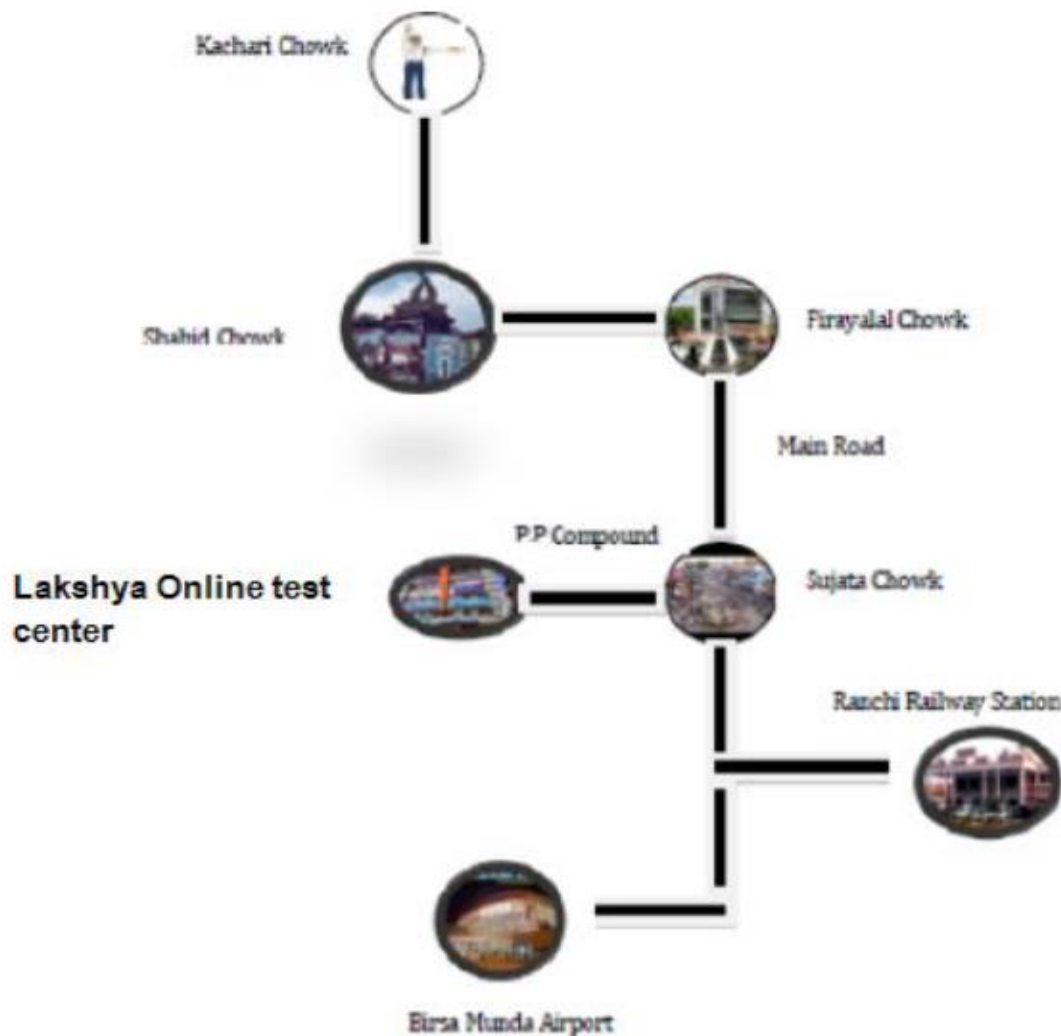 Kachari Chowk
Shahid Chowk
Firayalal Chowk
Main Road
P.P Compound
Lakshya Online test
center
Sujata Chowk
Ranchi Railway Station
Birsa Munda Airport